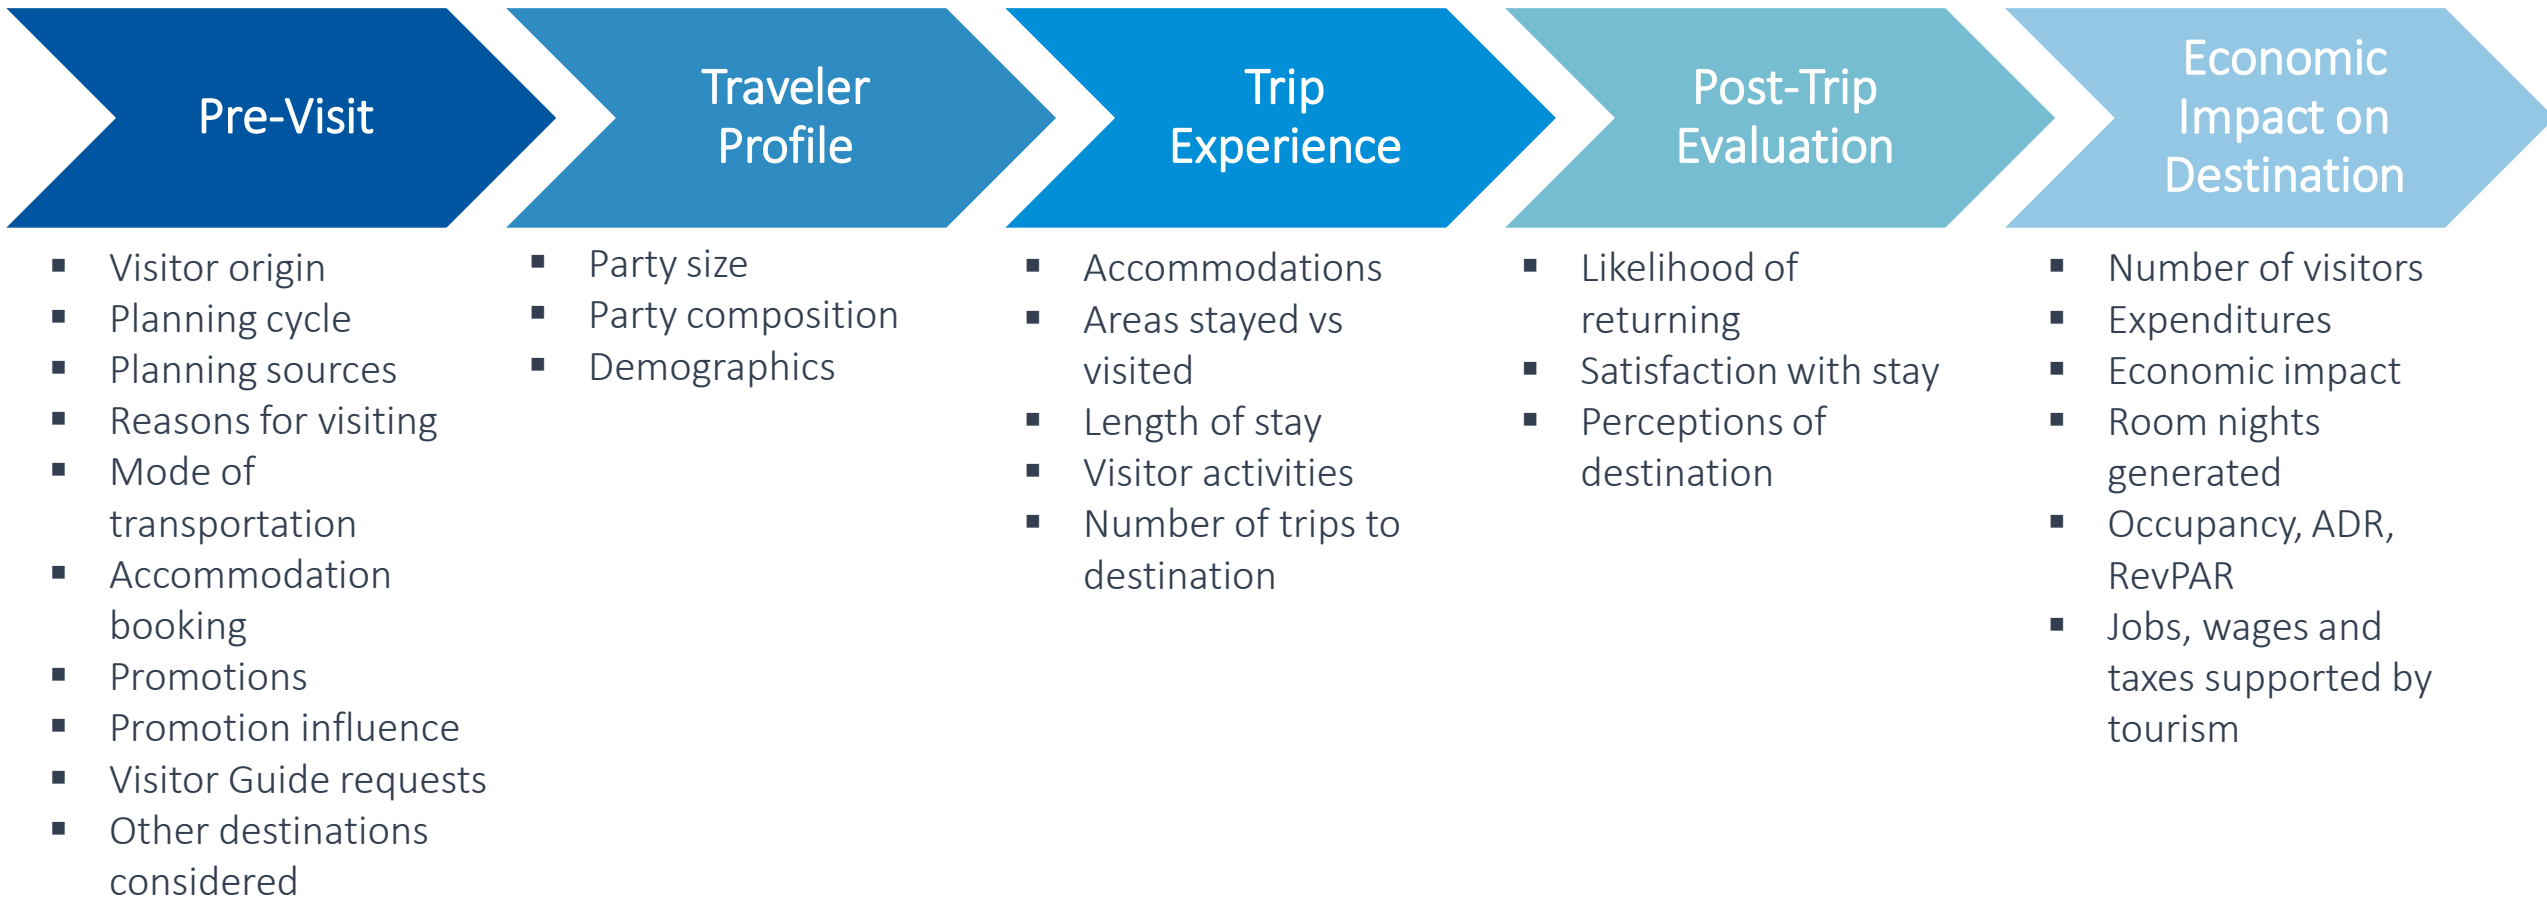 Pre-Visit
Traveler
Profile
Trip
Experience
Post-Trip
Evaluation
Economic
Impact on
Destination
▪ Visitor origin
▪ Planning cycle
▪ Planning sources
▪ Reasons for visiting
▪ Mode of
transportation
▪ Accommodation
booking
▪ Promotions
▪ Promotion influence
▪ Visitor Guide requests
▪ Other destinations
considered
▪ Party size
▪ Party composition
▪ Demographics
▪ Accommodations
▪ Areas stayed vs
visited
▪ Length of stay
▪ Visitor activities
▪ Number of trips to
destination
▪ Likelihood of
returning
▪ Satisfaction with stay
▪ Perceptions of
destination
▪ Number of visitors
▪ Expenditures
▪ Economic impact
▪ Room nights
generated
▪ Occupancy, ADR,
RevPAR
▪ Jobs, wages and
taxes supported by
tourism